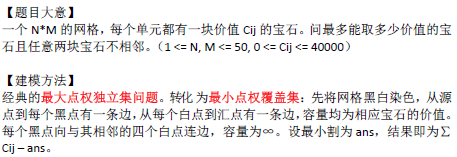 【题目大意】
一个 N*M 的网格，每个单元都有一块价值 Cij 的宝石。问最多能取多少价值的宝
石且任意两块宝石不相邻。（1 <= N, M <= 50, 0 <= Cij <= 40000）
【建模方法】
经典的最大点权独立集问题。转化为最小点权覆盖集：先将网格黑白染色，从源
点到每个黑点有一条边，从每个白点到汇点有一条边，容量均为相应宝石的价值。
每个黑点向与其相邻的四个白点连边，容量为∞。设最小割为 ans，结果即为∑
Cij – ans。